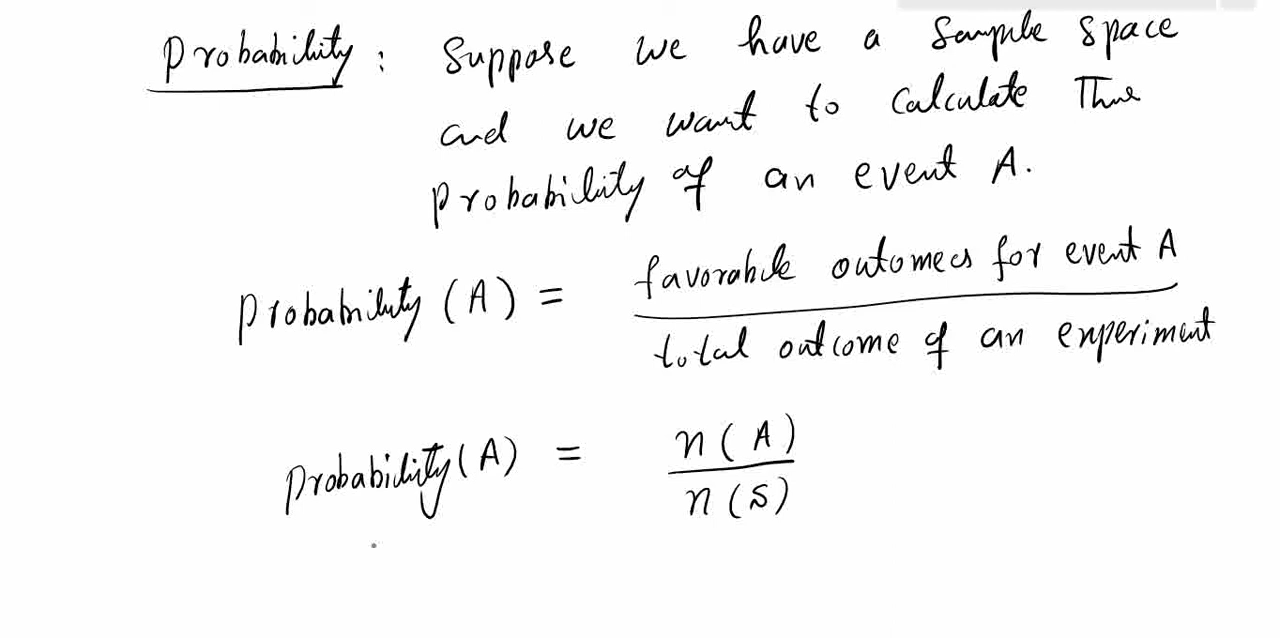 Probability : Suppose we have a Sample space
and we want to calculate The
probability of an event A.
Probability (A) = favorable outomees for event A
total outcome of an experiment
Probability (A) = n(A)
n(S)